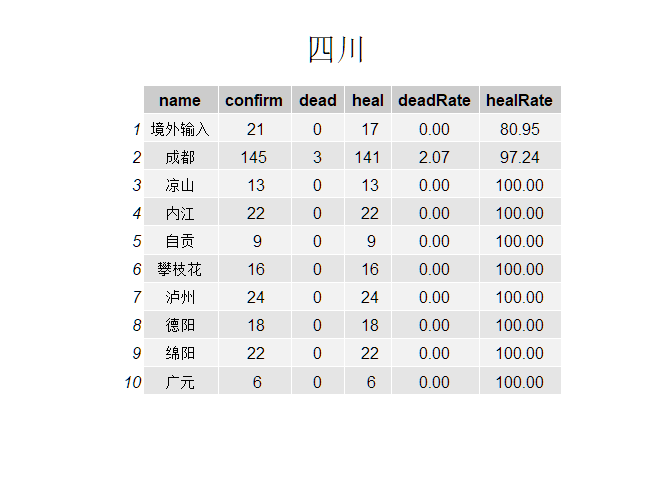 四川
name confirm dead heal deadRate healRate
1 境外输入 21 0 17 0.00 80.95
2 成都 145 3 141 2.07 97.24
3 凉山 13 0 13 0.00 100.00
4 内江 22 0 22 0.00 100.00
5 自贡 9 0 9 0.00 100.00
6 攀枝花 16 0 16 0.00 100.00
7 泸州 24 0 24 0.00 100.00
8 德阳 18 0 18 0.00 100.00
9 绵阳 22 0 22 0.00 100.00
10 广元 6 0 6 0.00 100.00